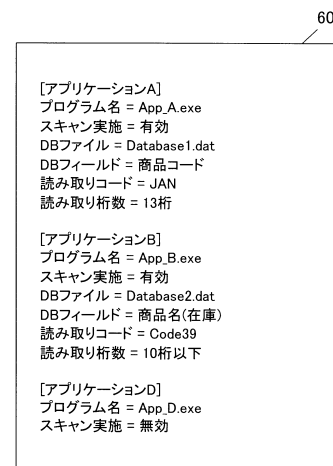 60
[アプリケーションA]
プログラム名 = App_A.exe
スキャン実施 = 有効
DBファイル = Database1.dat
DBフィールド = 商品コード
読み取りコード = JAN
読み取り桁数 = 13桁
[アプリケーションB]
プログラム名 = App_B.exe
スキャン実施 = 有効
DBファイル = Database2.dat
DBフィールド = 商品名(在庫)
読み取りコード = Code39
読み取り桁数 = 10桁以下
[アプリケーションD]
プログラム名 = App_D.exe
スキャン実施 = 無効